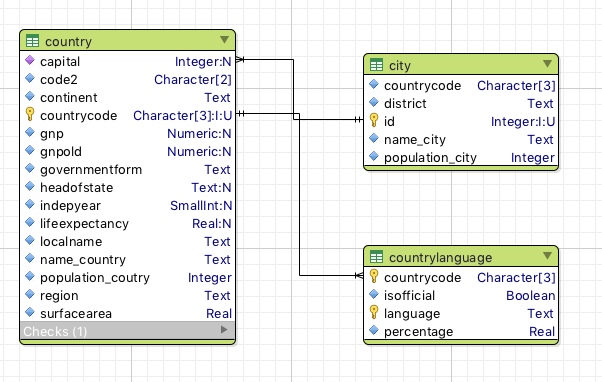 country
capital Integer:N
code2 Character[2]
continent Text
countrycode Character[3]:I:U
gnp Numeric:N
gnpold Numeric:N
governmentform Text
headofstate Text:N
indepyear SmallInt:N
lifeexpectancy Real:N
localname Text
name_country Text
population_coutry Integer
region Text
surfacearea Real
Checks (1)
city
countrycode Character[3]
district Text
id Integer:I:U
name_city Text
population_city Integer
countrylanguage
countrycode Character[3]
isofficial Boolean
language Text
percentage Real